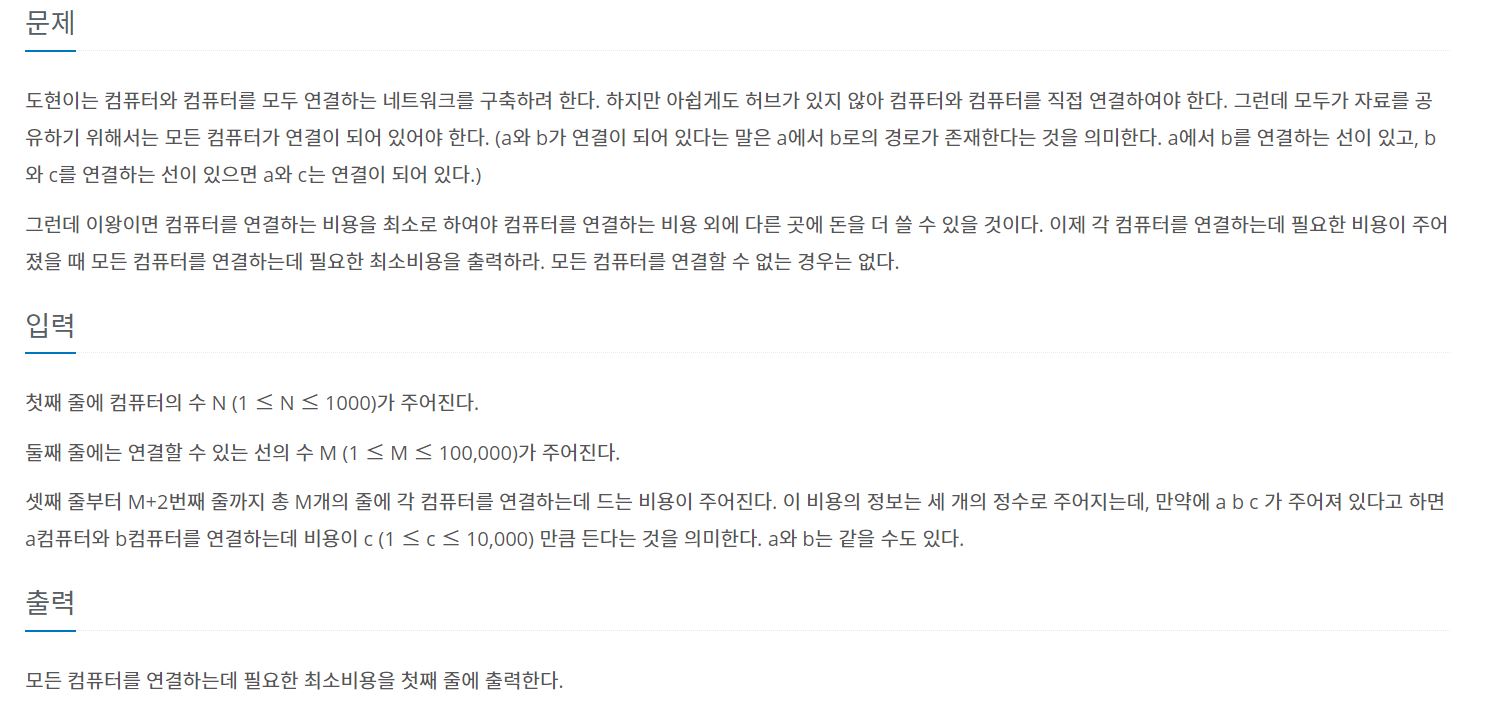 문제
도현이는 컴퓨터와 컴퓨터를 모두 연결하는 네트워크를 구축하려 한다. 하지만 아쉽게도 허브가 있지 않아 컴퓨터와 컴퓨터를 직접 연결하여야 한다. 그런데 모두가 자료를 공
유하기 위해서는 모든 컴퓨터가 연결이 되어 있어야 한다. (a와 b가 연결이 되어 있다는 말은 a에서 b로의 경로가 존재한다는 것을 의미한다. a에서 b를 연결하는 선이 있고, b
와 c를 연결하는 선이 있으면 a와 c는 연결이 되어 있다.)
그런데 이왕이면 컴퓨터를 연결하는 비용을 최소로 하여야 컴퓨터를 연결하는 비용 외에 다른 곳에 돈을 더 쓸 수 있을 것이다. 이제 각 컴퓨터를 연결하는데 필요한 비용이 주어
졌을 때 모든 컴퓨터를 연결하는데 필요한 최소비용을 출력하라. 모든 컴퓨터를 연결할 수 없는 경우는 없다.
입력
첫째 줄에 컴퓨터의 수 N (1 ≤ N ≤ 1000)가 주어진다.
둘째 줄에는 연결할 수 있는 선의 수 M (1 ≤ M ≤ 100,000)가 주어진다.
셋째 줄부터 M+2번째 줄까지 총 M개의 줄에 각 컴퓨터를 연결하는데 드는 비용이 주어진다. 이 비용의 정보는 세 개의 정수로 주어지는데, 만약에 a b c 가 주어져 있다고 하면
a컴퓨터와 b컴퓨터를 연결하는데 비용이 c (1 ≤ c ≤ 10,000) 만큼 든다는 것을 의미한다. a와 b는 같을 수도 있다.
출력
모든 컴퓨터를 연결하는데 필요한 최소비용을 첫째 줄에 출력한다.